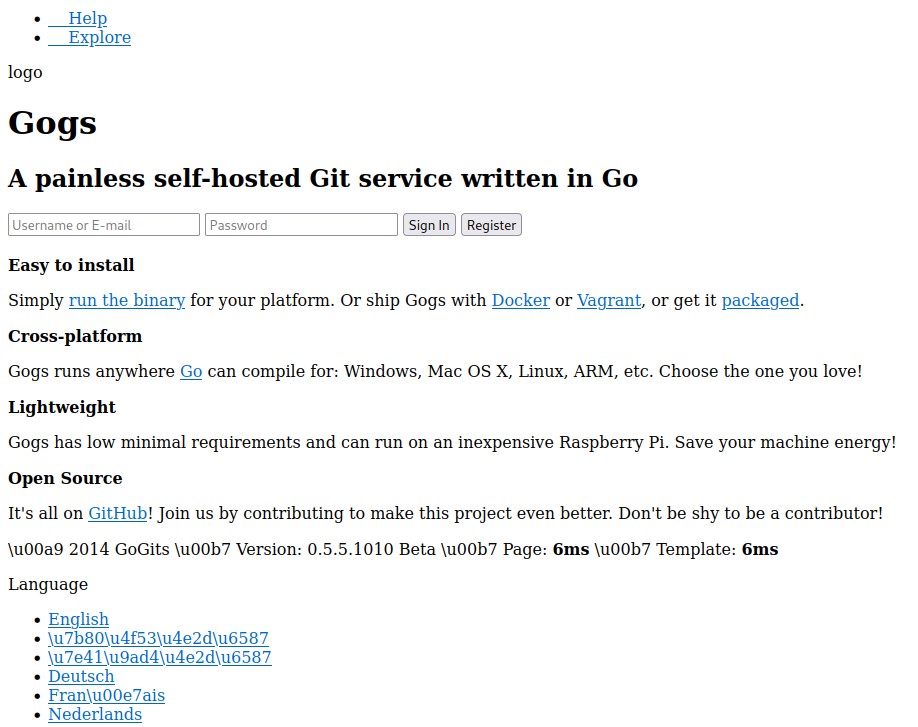 Help
Explore
logo
Gogs
A painless self-hosted Git service written in Go
Username or E-mail Password Sign In Register
Easy to install
Simply run the binary for your platform. Or ship Gogs with Docker or Vagrant, or get it packaged.
Cross-platform
Gogs runs anywhere Go can compile for: Windows, Mac OS X, Linux, ARM, etc. Choose the one you love!
Lightweight
Gogs has low minimal requirements and can run on an inexpensive Raspberry Pi. Save your machine energy!
Open Source
It's all on GitHub! Join us by contributing to make this project even better. Don't be shy to be a contributor!
\u00a9 2014 GoGits \u00b7 Version: 0.5.5.1010 Beta \u00b7 Page: 6ms \u00b7 Template: 6ms
Language
English
\u7b80\u4f53\u4e2d\u6587
\u7e41\u9ad4\u4e2d\u6587
Deutsch
Fran\u00e7ais
Nederlands